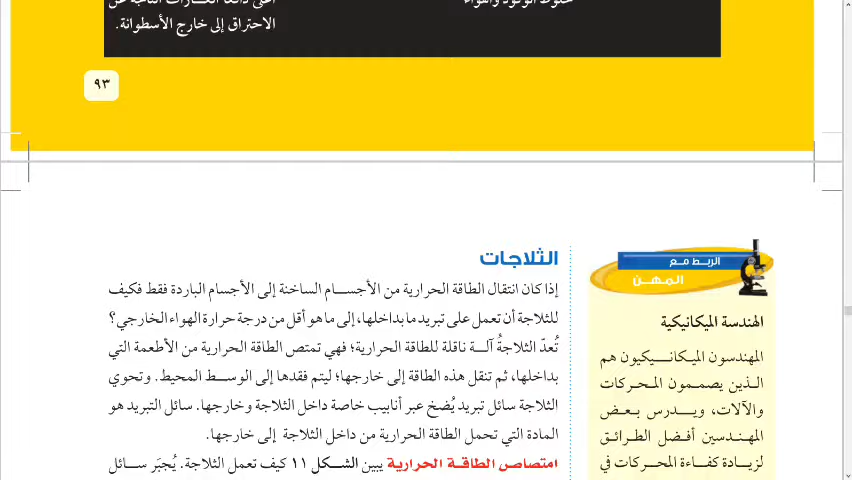 خلوط الوقود والهواء
الاحتراق إلى خارج الأسطوانة.
٩٣
الربط مع
المهن
الهندسة الميكانيكية
المهندسون الميكانيكيون هم
الذين يصممون المحركات
والآلات، ويدرس بعض
المهندسين أفضل الطرائق
لزيادة كفاءة المحركات في
الثلاجات
إذا كان انتقال الطاقة الحرارية من الأجسام الساخنة إلى الأجسام الباردة فقط فكيف
للثلاجة أن تعمل على تبريد ما بداخلها، إلى ما هو أقل من درجة حرارة الهواء الخارجي؟
تُعدّ الثلاجةُ آلة ناقلة للطاقة الحرارية؛ فهي تمتص الطاقة الحرارية من الأطعمة التي
بداخلها، ثم تنقل هذه الطاقة إلى خارجها؛ ليتم فقدها إلى الوسط المحيط. وتحوي
الثلاجة سائل تبريد يُضخ عبر أنابيب خاصة داخل الثلاجة وخارجها. سائل التبريد هو
المادة التي تحمل الطاقة الحرارية من داخل الثلاجة إلى خارجها.
امتصاص الطاقة الحرارية يبين الشكل ١١ كيف تعمل الثلاجة. يُجبَر سائل